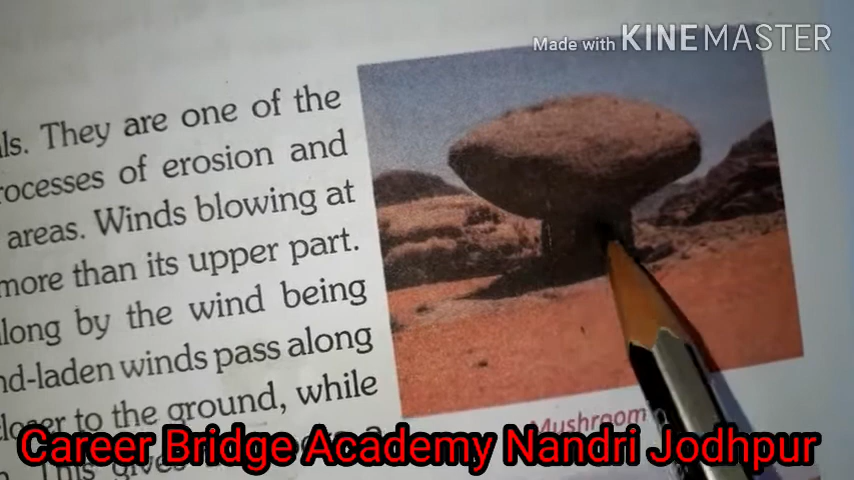 Made with KINEMASTER
ls. They are one of the
rocesses of erosion and
areas. Winds blowing at
more than its upper part.
long by the wind being
nd-laden winds pass along
closer to the ground, while
This gives
Mushroom
Career Bridge Academy Nandri Jodhpur